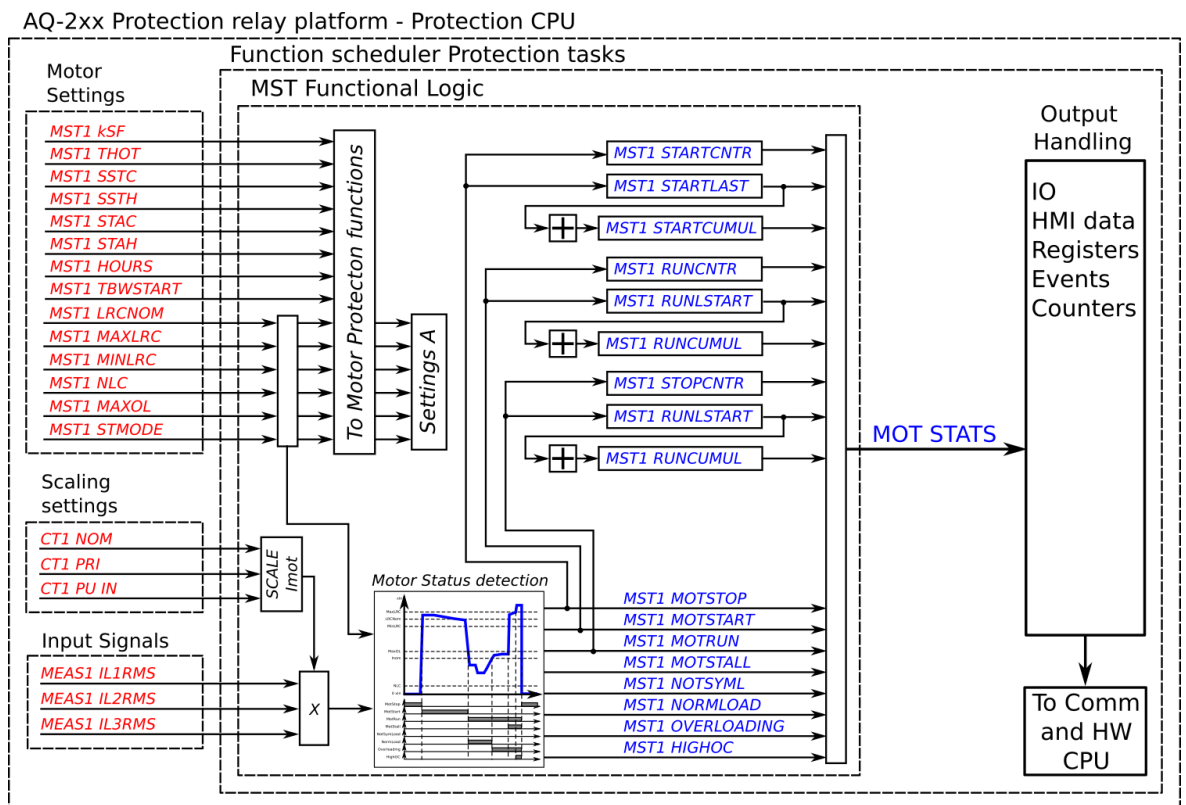 AQ-2xx Protection relay platform - Protection CPU
Function scheduler Protection tasks
MST Functional Logic
Motor
Settings
MST1 kSF
MST1 THOT
MST1 SSTC
MST1 SSTH
MST1 STAC
MST1 STAH
MST1 HOURS
MST1 TBWSTART
MST1 LRCNOM
MST1 MAXLRC
MST1 MINLRC
MST1 NLC
MST1 MAXOL
MST1 STMODE
To Motor Protecton functions
Settings A
Scaling
settings
CT1 NOM
CT1 PRI
CT1 PU IN
SCALE
Imot
Input Signals
MEAS1 IL1RMS
MEAS1 IL2RMS
MEAS1 IL3RMS
X
MST1 STARTCNTR
MST1 STARTLAST
+
MST1 STARTCUMUL
MST1 RUNCNTR
MST1 RUNLSTART
+
MST1 RUNCUMUL
MST1 STOPCNTR
MST1 RUNLSTART
+
MST1 RUNCUMUL
Motor Status detection
MST1 MOTSTOP
MST1 MOTSTART
MST1 MOTRUN
MST1 MOTSTALL
MST1 NOTSYML
MST1 NORMLOAD
MST1 OVERLOADING
MST1 HIGHOC
MOT STATS
Output
Handling
IO
HMI data
Registers
Events
Counters
To Comm
and HW
CPU